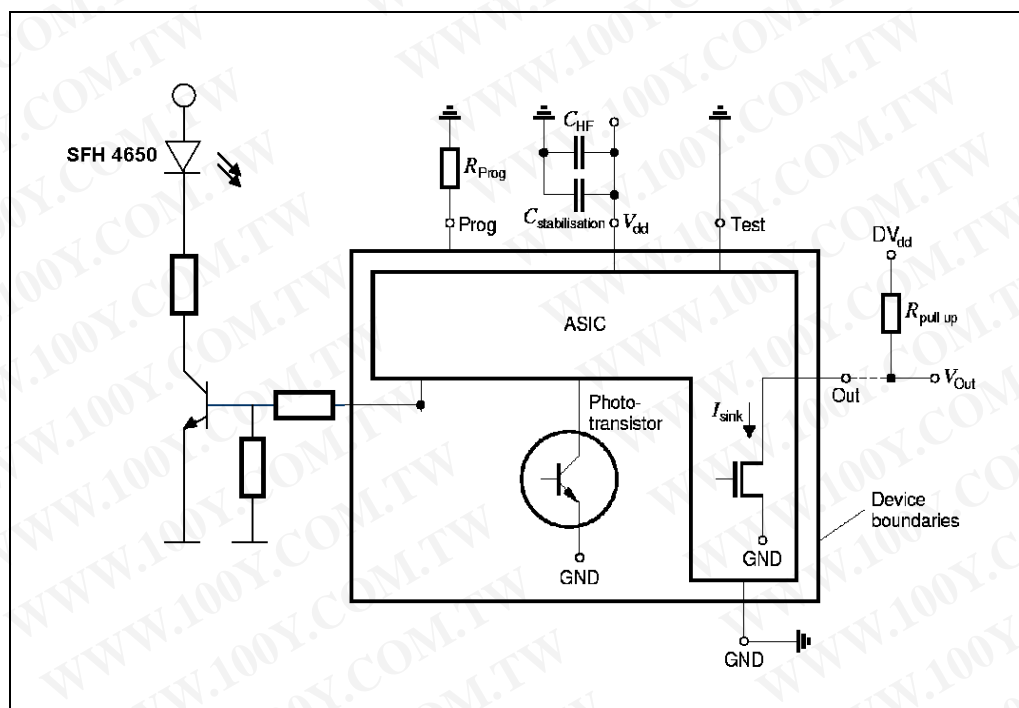 SFH 4650
R_Prog
Prog
C_HF
C_stabilisation
V_dd
Test
DV_dd
R_pull up
ASIC
Out
V_Out
Photo-
transistor
I_sink
GND
GND
Device
boundaries
GND
WWW.100Y.COM.TW